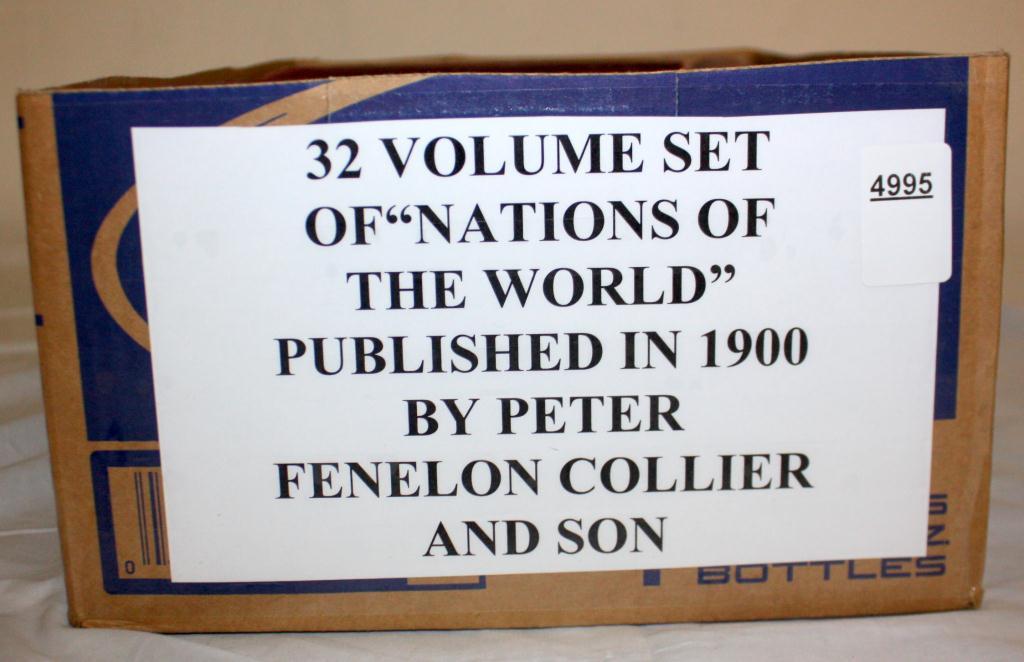 32 VOLUME SET
OF“NATIONS OF
THE WORLD”
PUBLISHED IN 1900
BY PETER
FENELON COLLIER
AND SON
4995
0
BOTTLES